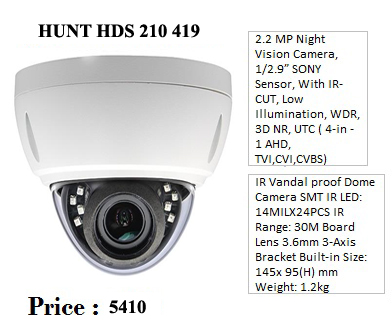 HUNT HDS 210 419
2.2 MP Night
Vision Camera,
1/2.9” SONY
Sensor, With IR-
CUT, Low
Illumination, WDR,
3D NR, UTC ( 4-in -
1 AHD,
TVI,CVI,CVBS)
IR Vandal proof Dome
Camera SMT IR LED:
14MILX24PCS IR
Range: 30M Board
Lens 3.6mm 3-Axis
Bracket Built-in Size:
145x 95(H) mm
Weight: 1.2kg
Price : 5410